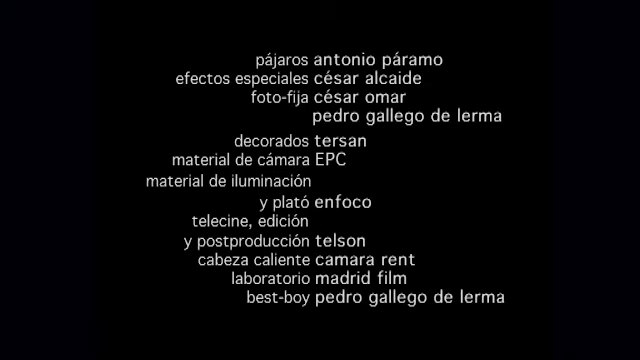 pájaros antonio páramo
efectos especiales césar alcaide
foto-fija césar omar
pedro gallego de lerma
decorados tersan
material de cámara EPC
material de iluminación
y plató enfoco
telecine, edición
y postproducción telson
cabeza caliente camara rent
laboratorio madrid film
best-boy pedro gallego de lerma